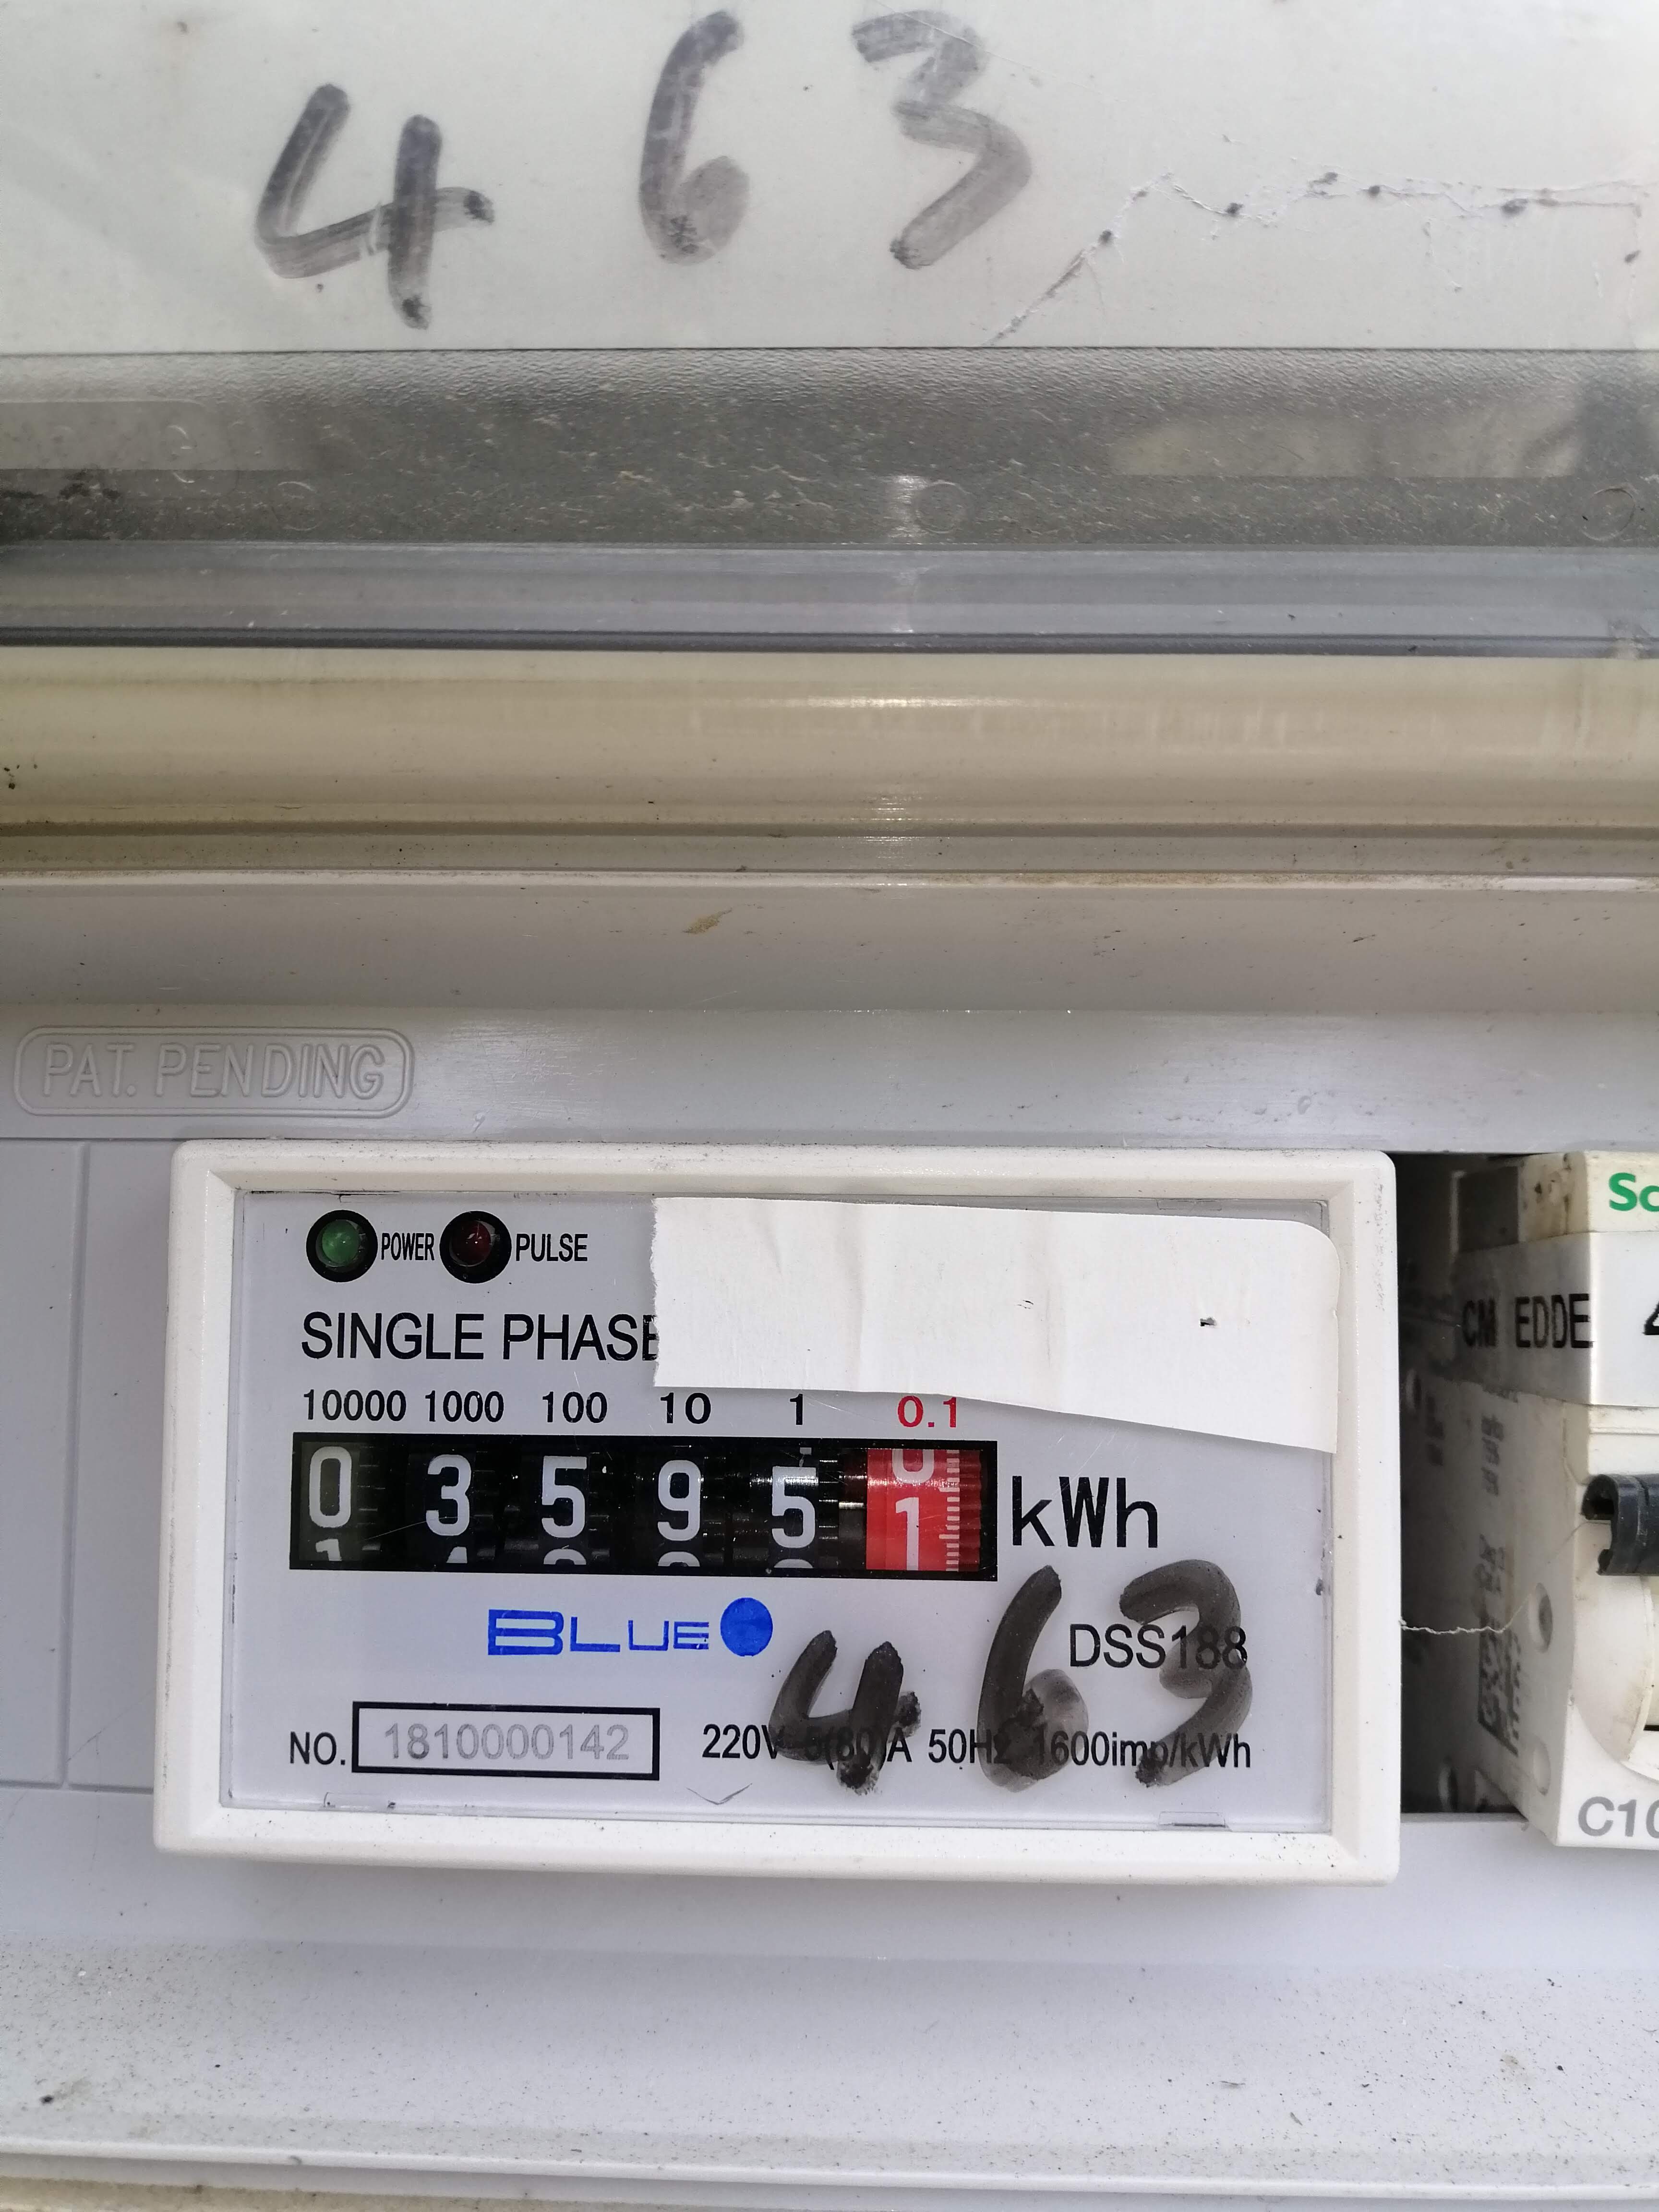 463
PAT. PENDING
POWER PULSE
SINGLE PHASE
10000 1000 100 10 1 0.1
0 3 5 9 5 1 kWh
BLUE
DSS188
463
NO. 1810000142
220V 5(80)A 50Hz 1600imp/kWh
CM EDDE
C10